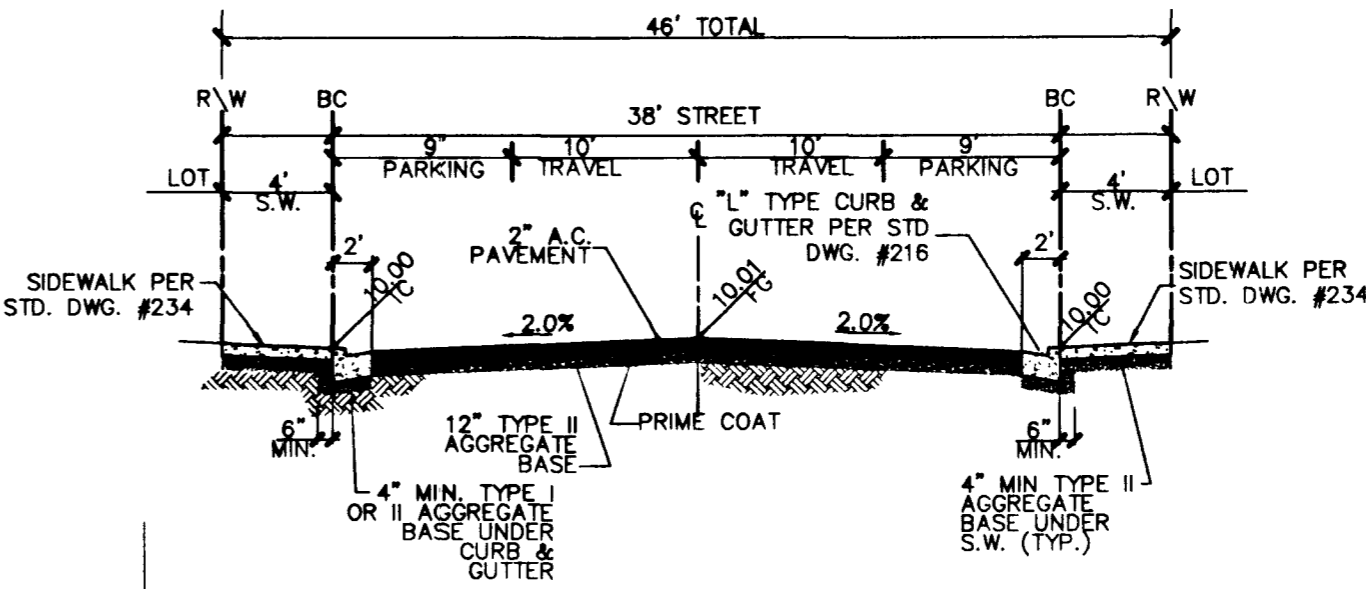 46' TOTAL
R\W
BC
BC
R\W
38' STREET
9"
PARKING
10'
TRAVEL
10'
TRAVEL
9'
PARKING
LOT
4'
S.W.
4'
S.W.
LOT
℄
"L" TYPE CURB &
GUTTER PER STD
DWG. #216
2" A.C.
PAVEMENT
2'
2'
SIDEWALK PER
STD. DWG. #234
10.00
TC
10.01
FG
10.00
TC
SIDEWALK PER
STD. DWG. #234
2.0%
2.0%
6"
MIN.
12" TYPE II
AGGREGATE
BASE
PRIME COAT
6"
MIN.
4" MIN. TYPE I
OR II AGGREGATE
BASE UNDER
CURB &
GUTTER
4" MIN TYPE II
AGGREGATE
BASE UNDER
S.W. (TYP.)